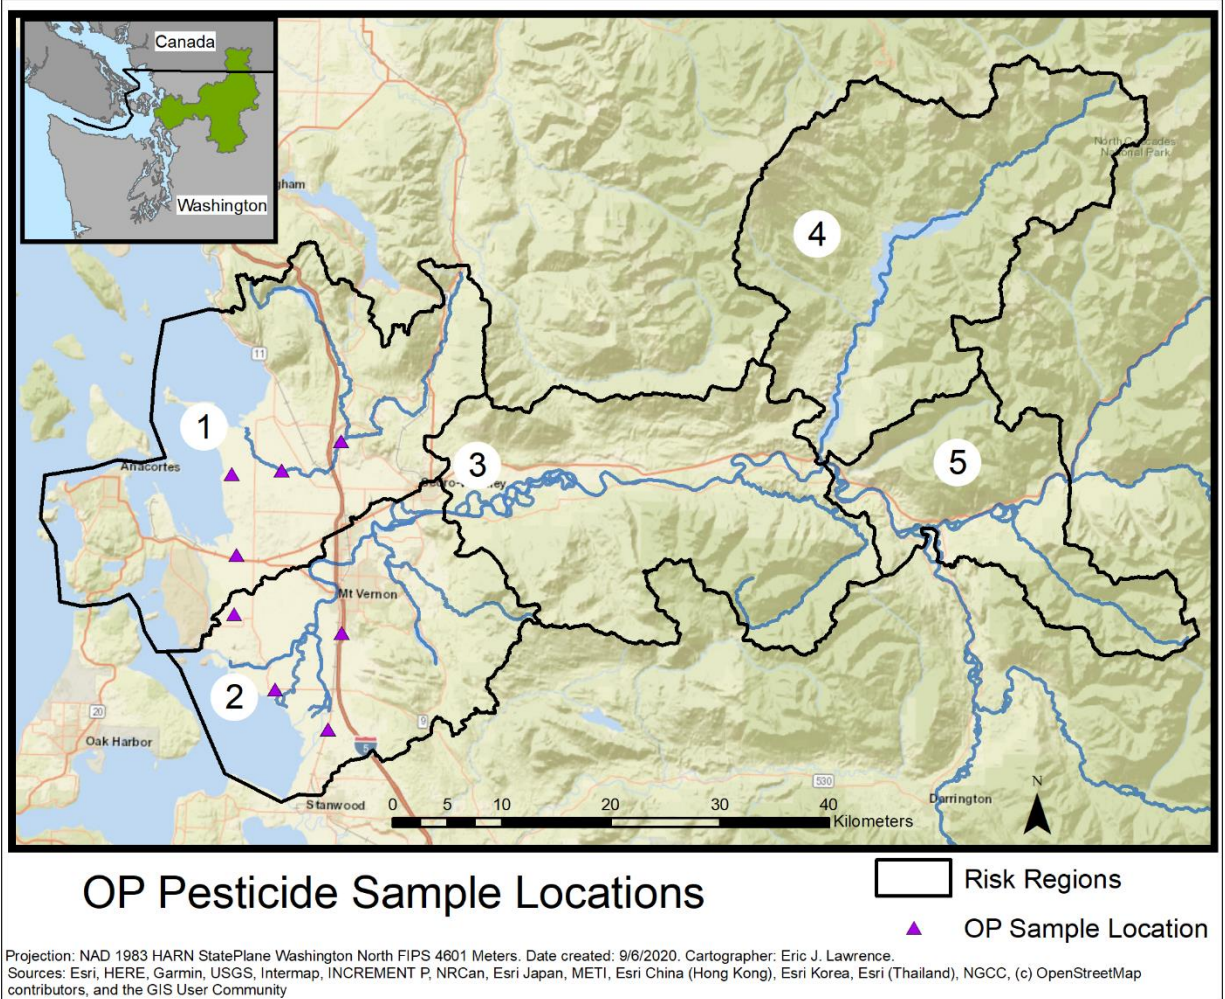 Canada
Washington
gham
North Cascades
National Park
4
11
1
Anacortes
3
5
Mt Vernon
2
20
9
Oak Harbor
5
Stanwood
530
Darrington
N
0 5 10 20 30 40
Kilometers
OP Pesticide Sample Locations
Risk Regions
OP Sample Location
Projection: NAD 1983 HARN StatePlane Washington North FIPS 4601 Meters. Date created: 9/6/2020. Cartographer: Eric J. Lawrence.
Sources: Esri, HERE, Garmin, USGS, Intermap, INCREMENT P, NRCan, Esri Japan, METI, Esri China (Hong Kong), Esri Korea, Esri (Thailand), NGCC, (c) OpenStreetMap
contributors, and the GIS User Community